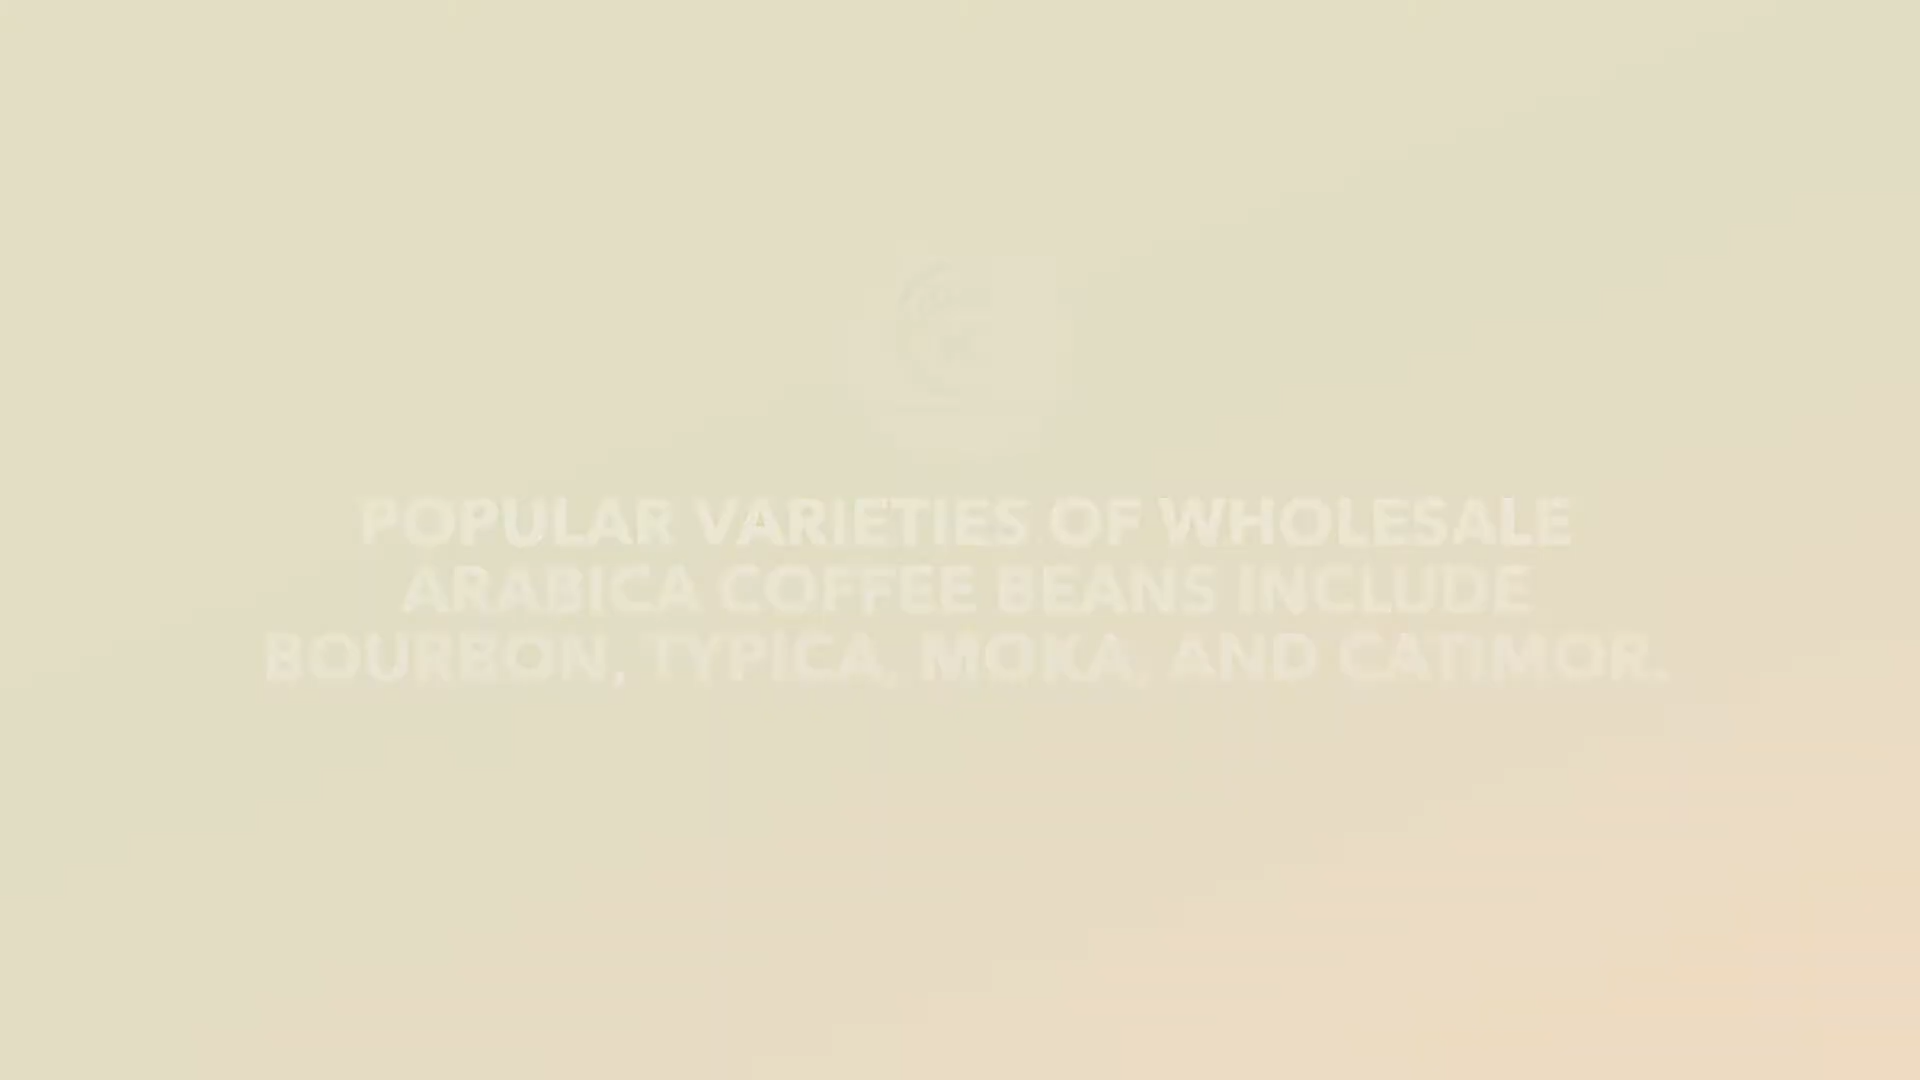 POPULAR VARIETIES OF WHOLESALE
ARABICA COFFEE BEANS INCLUDE
BOURBON, TYPICA, MOKA, AND CATIMOR.